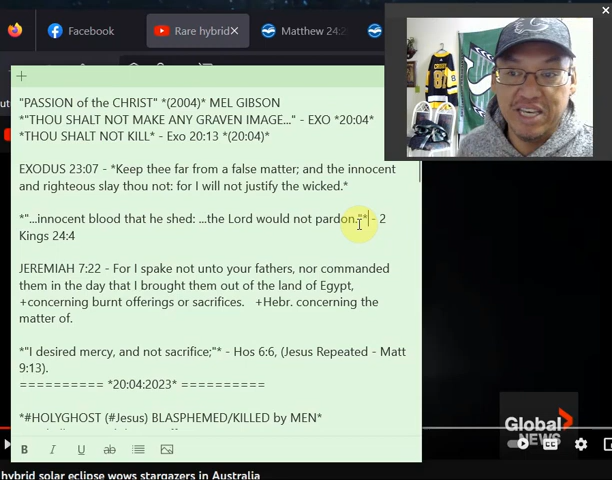 Facebook
Rare hybrid
Matthew 24:2
"PASSION of the CHRIST" *(2004)* MEL GIBSON
*"THOU SHALT NOT MAKE ANY GRAVEN IMAGE..." - EXO *20:04*
*THOU SHALT NOT KILL* - Exo 20:13 *(20:04)*
EXODUS 23:07 - *Keep thee far from a false matter; and the innocent
and righteous slay thou not: for I will not justify the wicked.*
*"...innocent blood that he shed: ...the Lord would not pardon."* - 2
Kings 24:4
JEREMIAH 7:22 - For I spake not unto your fathers, nor commanded
them in the day that I brought them out of the land of Egypt,
+concerning burnt offerings or sacrifices.   +Hebr. concerning the
matter of.
*"I desired mercy, and not sacrifice;"* - Hos 6:6, (Jesus Repeated - Matt
9:13).
========== *20:04:2023* ==========
*#HOLYGHOST (#Jesus) BLASPHEMED/KILLED by MEN*
B I U ab
Global
NEWS
CC
hybrid solar eclipse wows stargazers in Australia